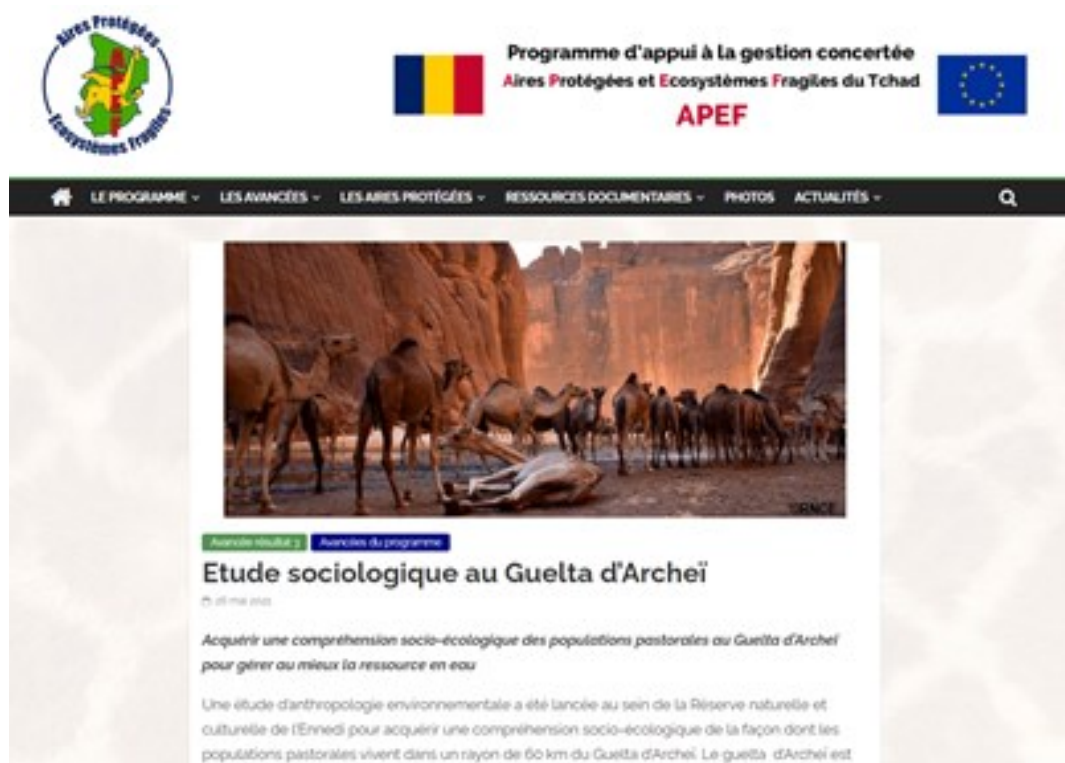 Aires Protégées
APEF
Ecosystèmes Fragiles
Programme d'appui à la gestion concertée
Aires Protégées et Ecosystèmes Fragiles du Tchad
APEF
LE PROGRAMME
LES AVANCÉES
LES AIRES PROTÉGÉES
RESSOURCES DOCUMENTAIRES
PHOTOS
ACTUALITÉS
Avancée résultat 3
Avancées du programme
Etude sociologique au Guelta d'Archeï
Acquérir une compréhension socio-écologique des populations pastorales au Guelta d'Archeï
pour gérer au mieux la ressource en eau
Une étude d'anthropologie environnementale a été lancée au sein de la Réserve naturelle et
culturelle de l'Ennedi pour acquérir une compréhension socio-écologique de la façon dont les
populations pastorales vivent dans un rayon de 60 km du Guelta d'Archeï. Le guelta d'Archeï est